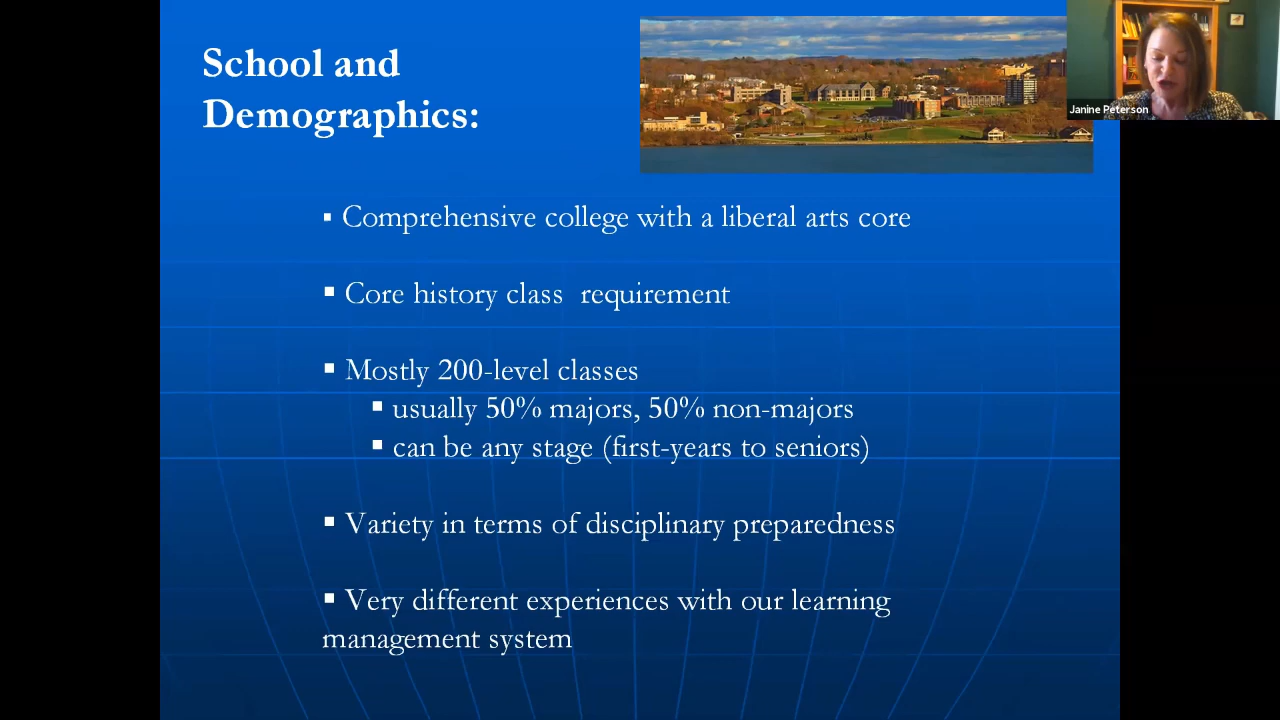 School and
Demographics:
Janine Peterson
▪ Comprehensive college with a liberal arts core
▪ Core history class requirement
▪ Mostly 200-level classes
▪ usually 50% majors, 50% non-majors
▪ can be any stage (first-years to seniors)
▪ Variety in terms of disciplinary preparedness
▪ Very different experiences with our learning
management system